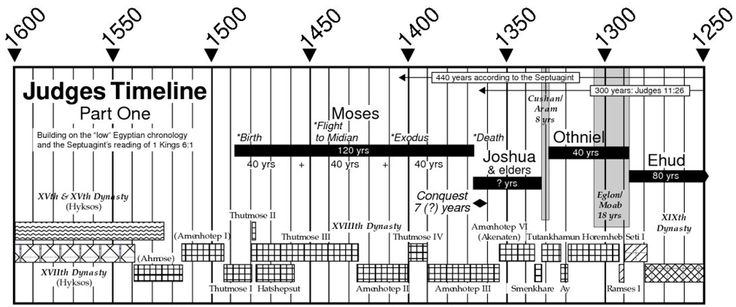 1600 1550 1500 1450 1400 1350 1300 1250
Judges Timeline
Part One
Building on the "low" Egyptian chronology
and the Septuagint's reading of 1 Kings 6:1
440 years according to the Septuagint
300 years: Judges 11:26
Moses
*Birth
*Flight
to Midian
*Exodus
*Death
120 yrs
40 yrs + 40 yrs + 40 yrs
Cushan/
Aram
8 yrs
Othniel
40 yrs
Joshua
& elders
? yrs
Ehud
80 yrs
Conquest
7 (?) years
Eglon/
Moab
18 yrs
XVth & XVth Dynasty
(Hyksos)
XVIIth Dynasty
(Hyksos)
(Ahmose)
(Amenhotep I)
Thutmose I
Thutmose II
Hatshepsut
Thutmose III
XVIIIth Dynasty
Amenhotep II
Thutmose IV
Amenhotep III
Amenhotep VI
(Akenaten)
Smenkhare
Tutankhamun
Ay
Horemheb
Ramses I
Seti I
XIXth
Dynasty